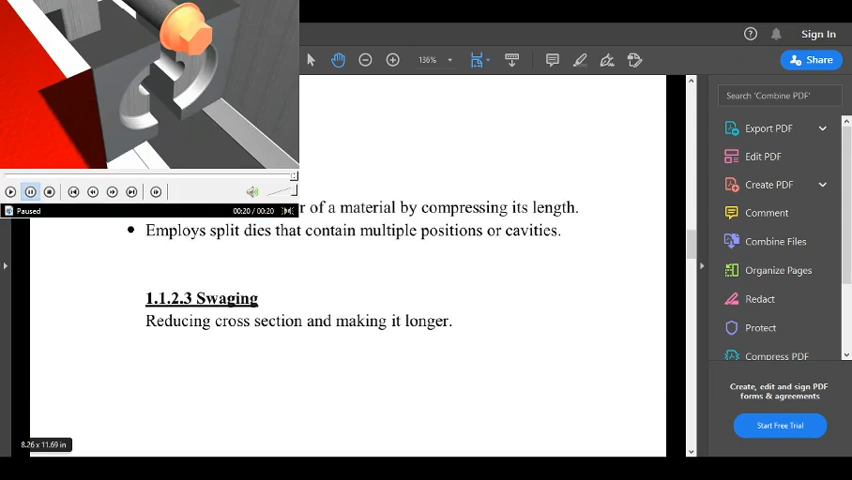 Sign In
136%
Share
Search 'Combine PDF'
Export PDF
Edit PDF
Create PDF
Comment
Combine Files
Organize Pages
Redact
Protect
Compress PDF
Create, edit and sign PDF
forms & agreements
Start Free Trial
Paused
00:20 / 00:20
r of a material by compressing its length.
• Employs split dies that contain multiple positions or cavities.
1.1.2.3 Swaging
Reducing cross section and making it longer.
8.26 x 11.69 in